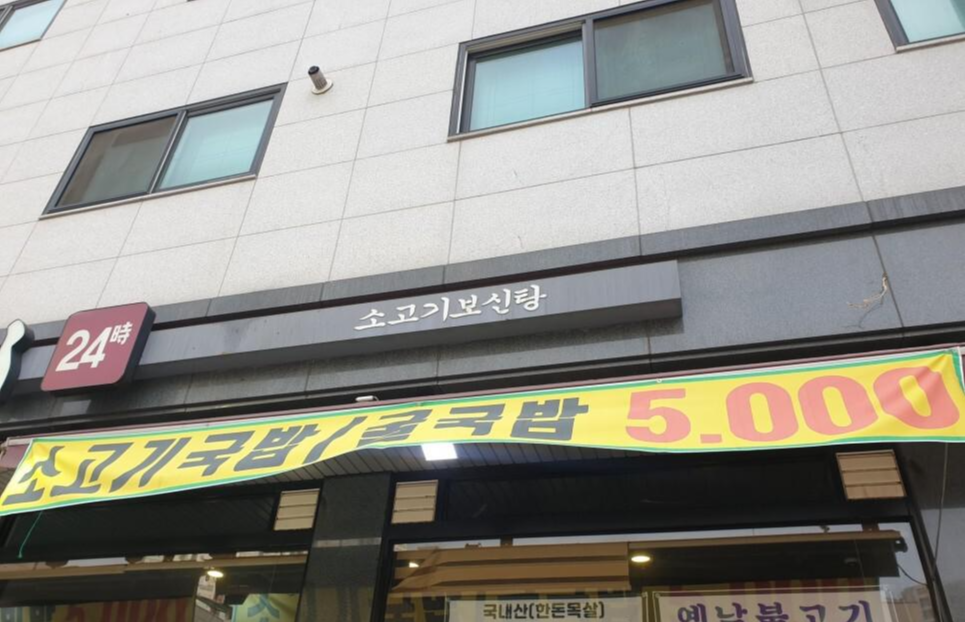 24時
소고기보신탕
소고기국밥/굴국밥 5.000
국내산(한돈목살)
옛날불고기